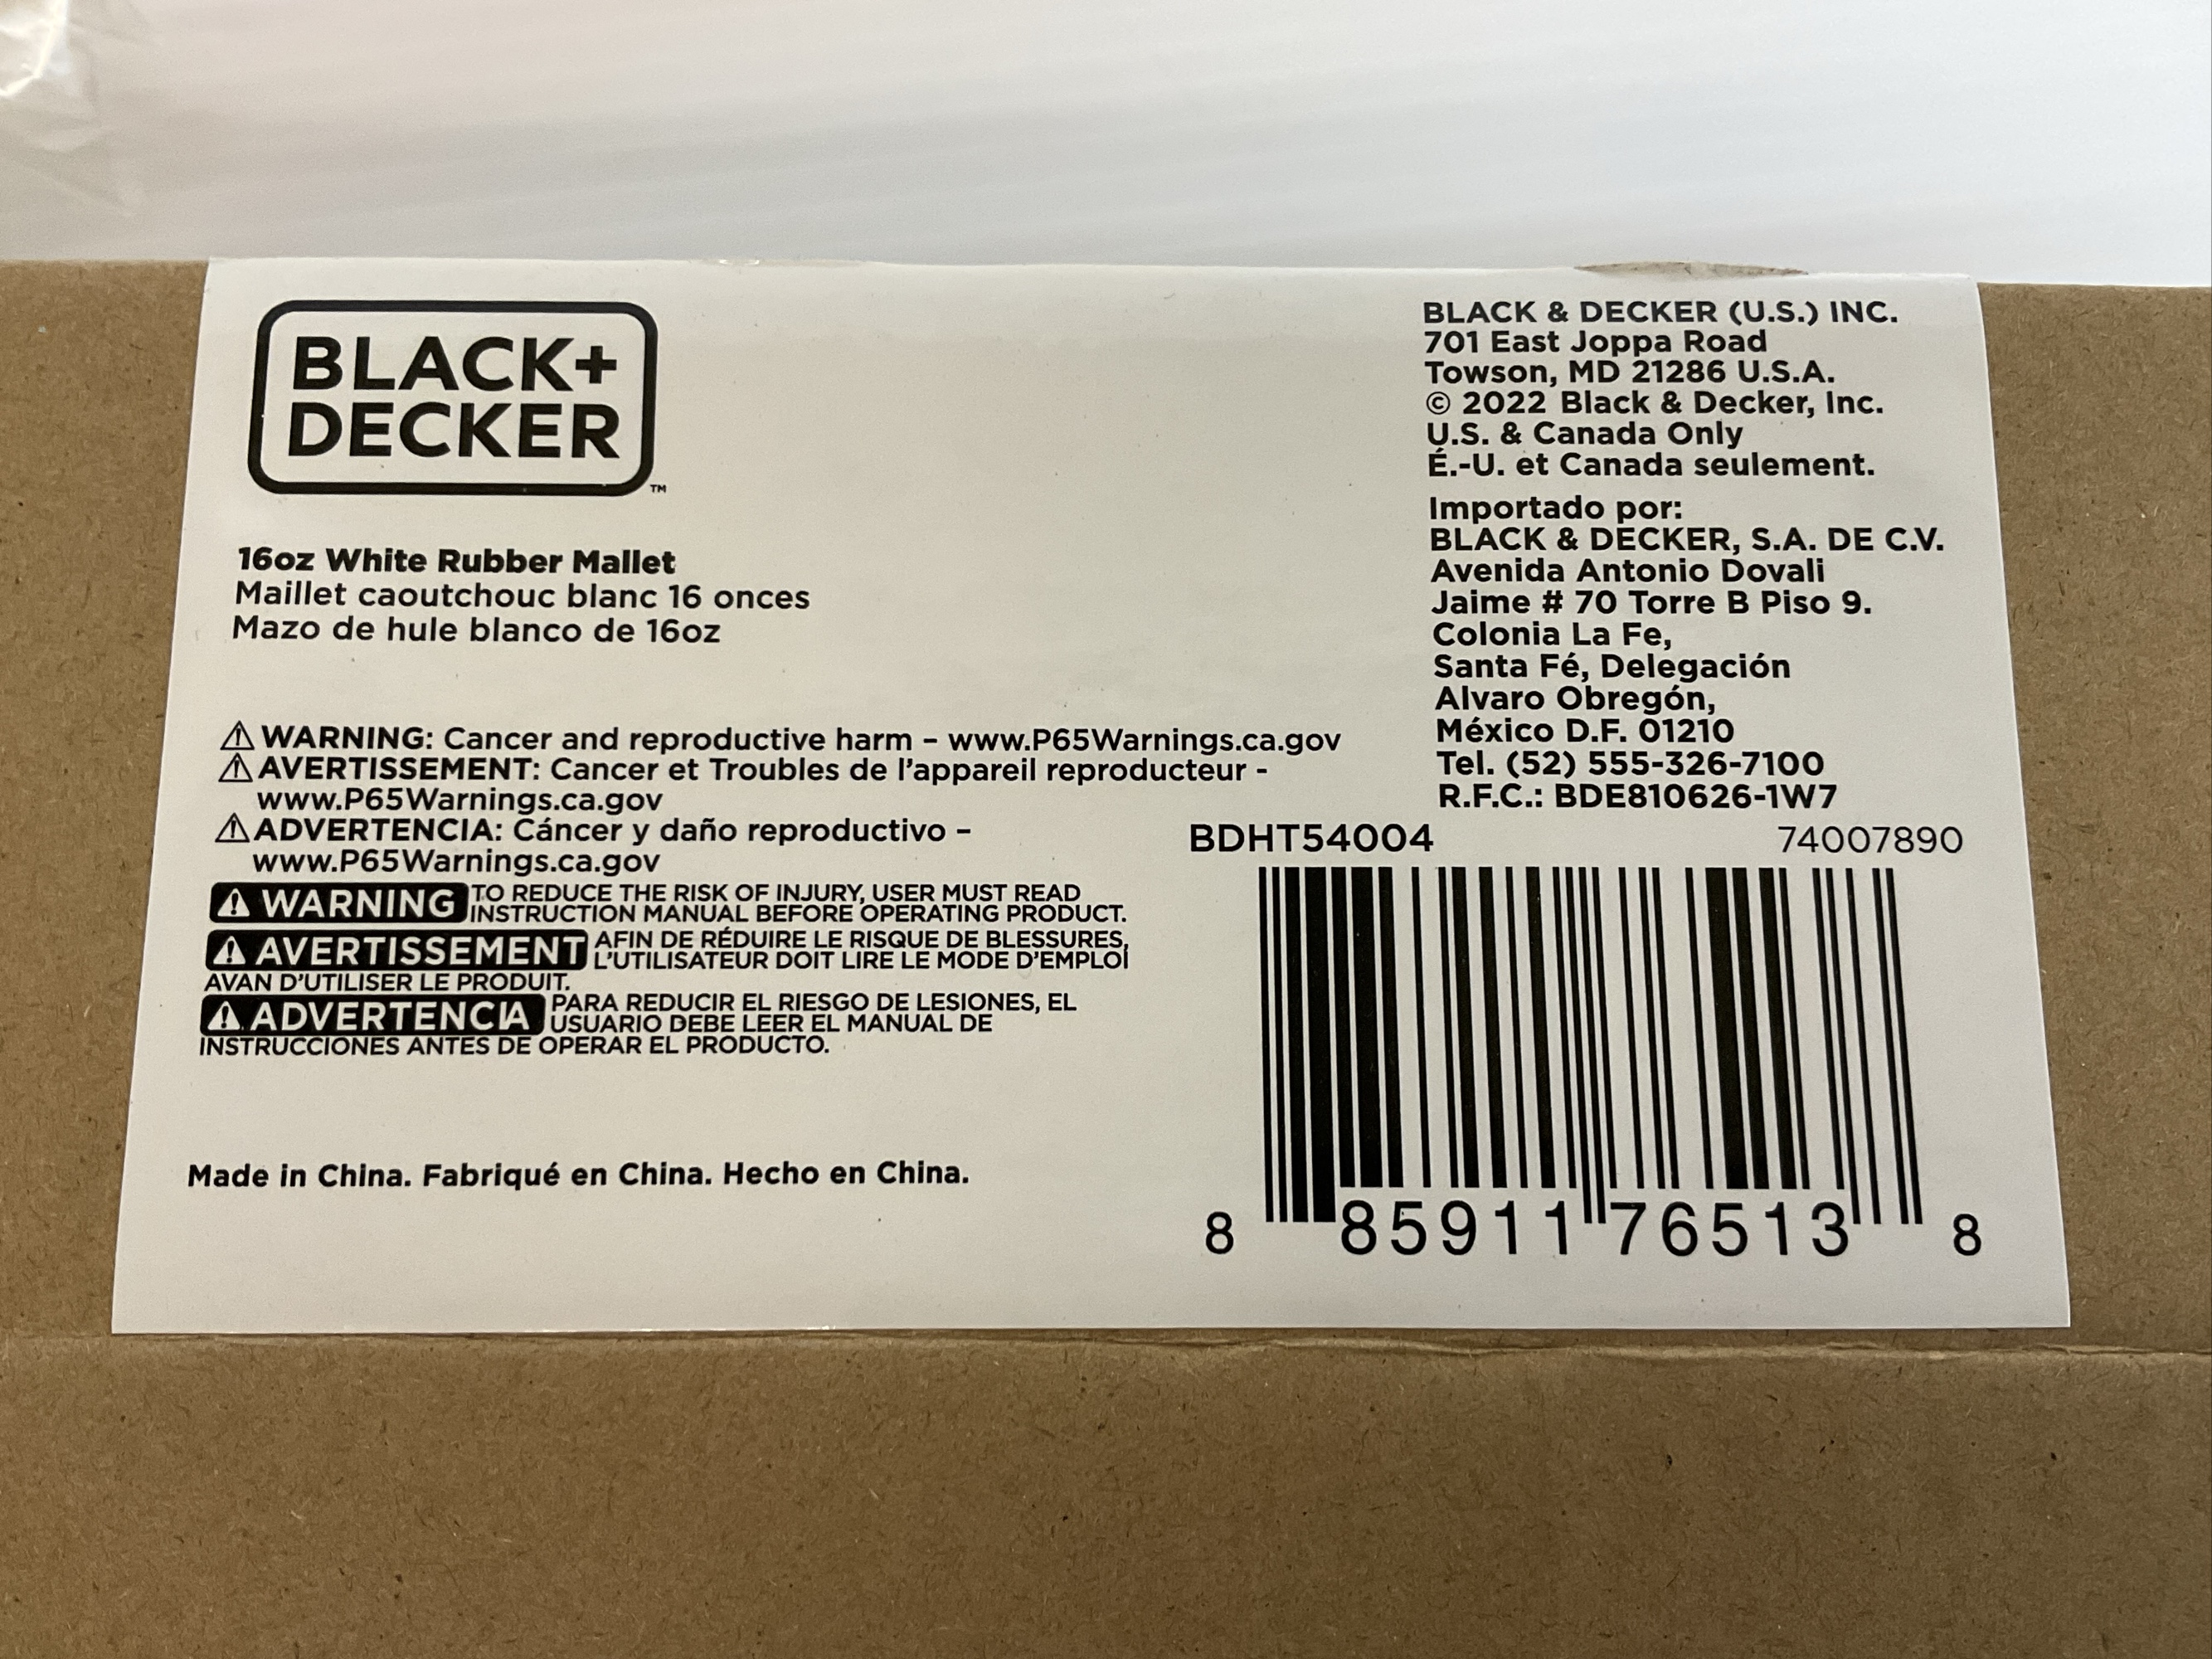 BLACK+
DECKER
TM
16oz White Rubber Mallet
Maillet caoutchouc blanc 16 onces
Mazo de hule blanco de 16oz
⚠ WARNING: Cancer and reproductive harm – www.P65Warnings.ca.gov
⚠ AVERTISSEMENT: Cancer et Troubles de l'appareil reproducteur -
www.P65Warnings.ca.gov
⚠ ADVERTENCIA: Cáncer y daño reproductivo –
www.P65Warnings.ca.gov
⚠ WARNING TO REDUCE THE RISK OF INJURY, USER MUST READ
INSTRUCTION MANUAL BEFORE OPERATING PRODUCT.
⚠ AVERTISSEMENT AFIN DE RÉDUIRE LE RISQUE DE BLESSURES,
L'UTILISATEUR DOIT LIRE LE MODE D'EMPLOI
AVAN D'UTILISER LE PRODUIT.
⚠ ADVERTENCIA PARA REDUCIR EL RIESGO DE LESIONES, EL
USUARIO DEBE LEER EL MANUAL DE
INSTRUCCIONES ANTES DE OPERAR EL PRODUCTO.
Made in China. Fabriqué en China. Hecho en China.
BLACK & DECKER (U.S.) INC.
701 East Joppa Road
Towson, MD 21286 U.S.A.
© 2022 Black & Decker, Inc.
U.S. & Canada Only
É.-U. et Canada seulement.
Importado por:
BLACK & DECKER, S.A. DE C.V.
Avenida Antonio Dovali
Jaime # 70 Torre B Piso 9.
Colonia La Fe,
Santa Fé, Delegación
Alvaro Obregón,
México D.F. 01210
Tel. (52) 555-326-7100
R.F.C.: BDE810626-1W7
BDHT54004 74007890
8 85911 76513 8